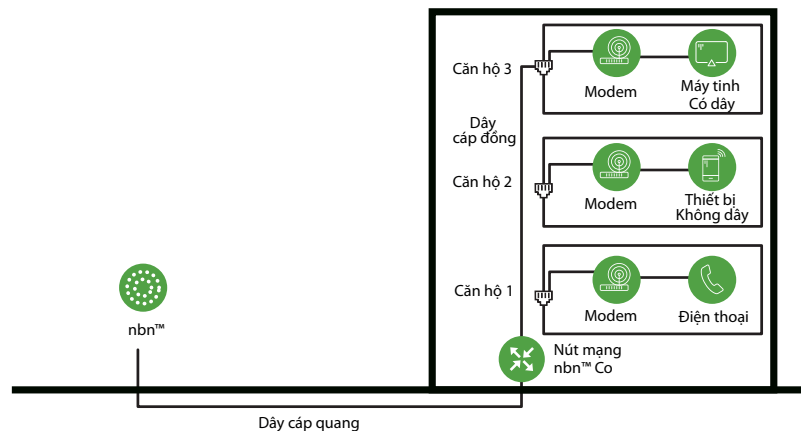 Căn hộ 3
Modem
Máy tinh
Có dây
Dây
cáp đồng
Căn hộ 2
Modem
Thiết bị
Không dây
Căn hộ 1
Modem
Điện thoại
nbn™
Nút mạng
nbn™ Co
Dây cáp quang